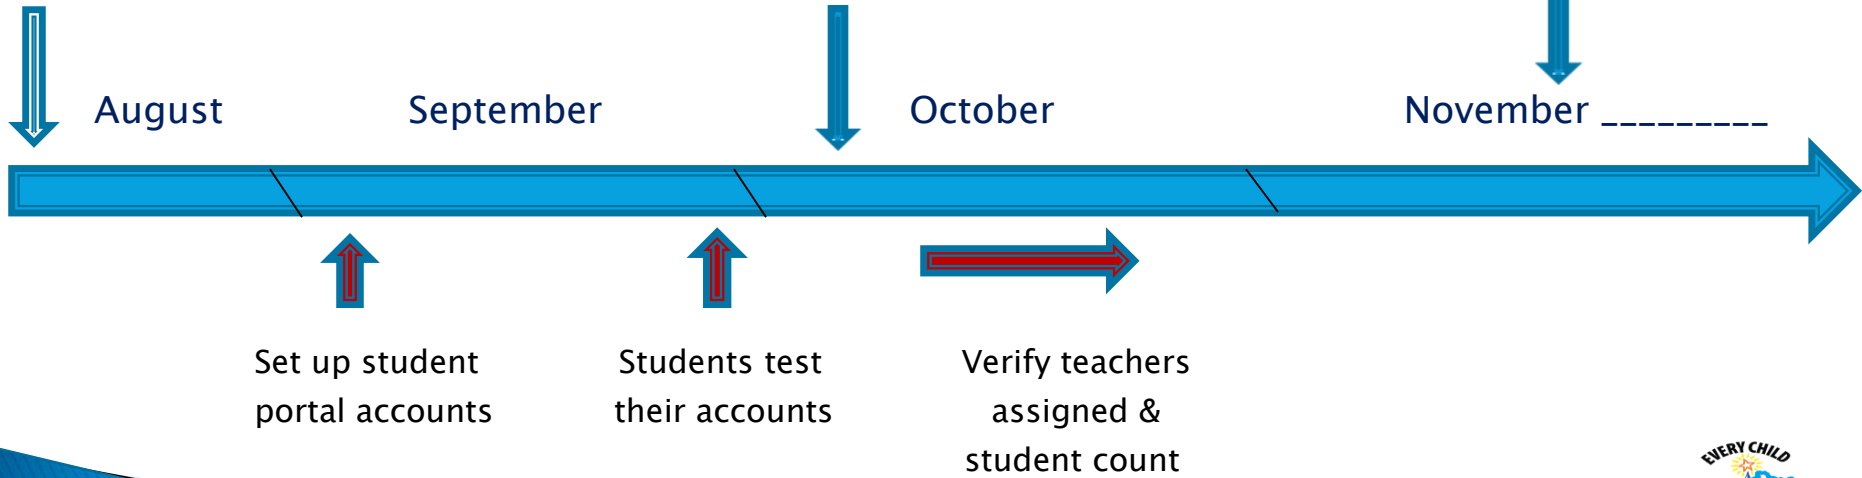 August September October November _________
Set up student
portal accounts
Students test
their accounts
Verify teachers
assigned &
student count
EVERY CHILD